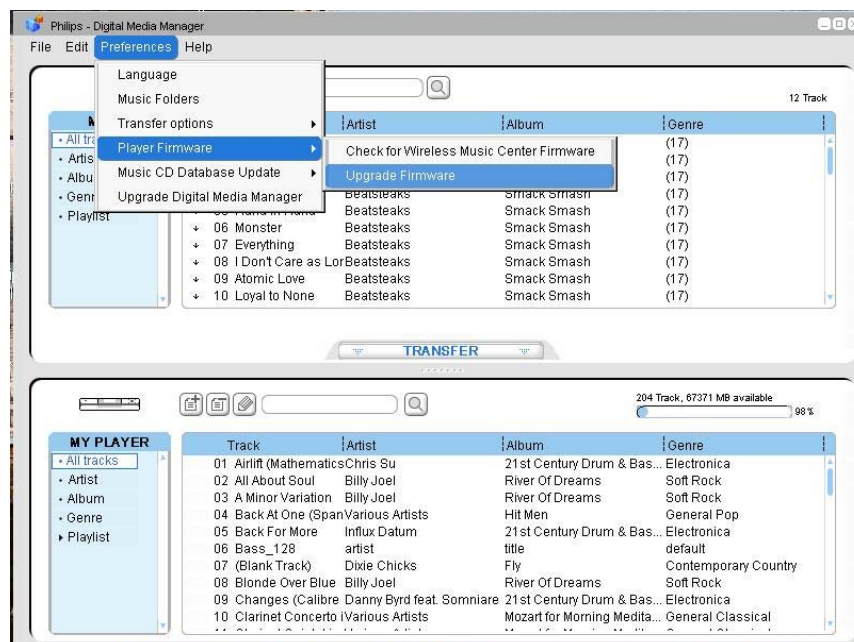 Philips - Digital Media Manager
File Edit Preferences Help
Language
Music Folders
Transfer options
Player Firmware
Music CD Database Update
Upgrade Digital Media Manager
Check for Wireless Music Center Firmware
Upgrade Firmware
12 Track
Artist Album Genre
All
(17)
(17)
(17)
Beatsteaks Smack Smash (17)
Playlist
Beatsteaks Smack Smash (17)
06 Monster Beatsteaks Smack Smash (17)
07 Everything Beatsteaks Smack Smash (17)
08 I Don't Care as Lor Beatsteaks Smack Smash (17)
09 Atomic Love Beatsteaks Smack Smash (17)
10 Loyal to None Beatsteaks Smack Smash (17)
TRANSFER
204 Track, 67371 MB available
98%
MY PLAYER
All tracks
Artist
Album
Genre
Playlist
Track Artist Album Genre
01 Airlift (Mathematics Chris Su 21st Century Drum & Bas... Electronica
02 All About Soul Billy Joel River Of Dreams Soft Rock
03 A Minor Variation Billy Joel River Of Dreams Soft Rock
04 Back At One (Span Various Artists Hit Men General Pop
05 Back For More Influx Datum 21st Century Drum & Bas... Electronica
06 Bass_128 artist title default
07 (Blank Track) Dixie Chicks Fly Contemporary Country
08 Blonde Over Blue Billy Joel River Of Dreams Soft Rock
09 Changes (Calibre Danny Byrd feat. Somniare 21st Century Drum & Bas... Electronica
10 Clarinet Concerto i Various Artists Mozart for Morning Medita... General Classical